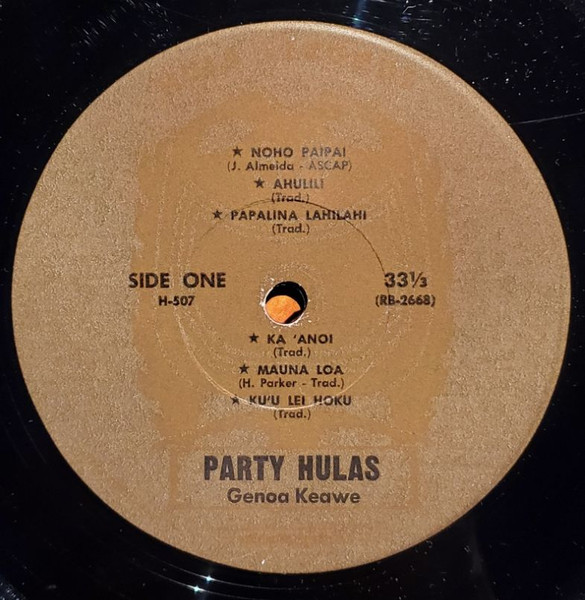 ★ NOHO PAIPAI
(J. Almeida - ASCAP)
★ AHULILI
(Trad.)
★ PAPALINA LAHILAHI
(Trad.)
SIDE ONE 33⅓
H-507 (RB-2668)
★ KA 'ANOI
(Trad.)
★ MAUNA LOA
(H. Parker - Trad.)
★ KU'U LEI HOKU
(Trad.)
PARTY HULAS
Genoa Keawe